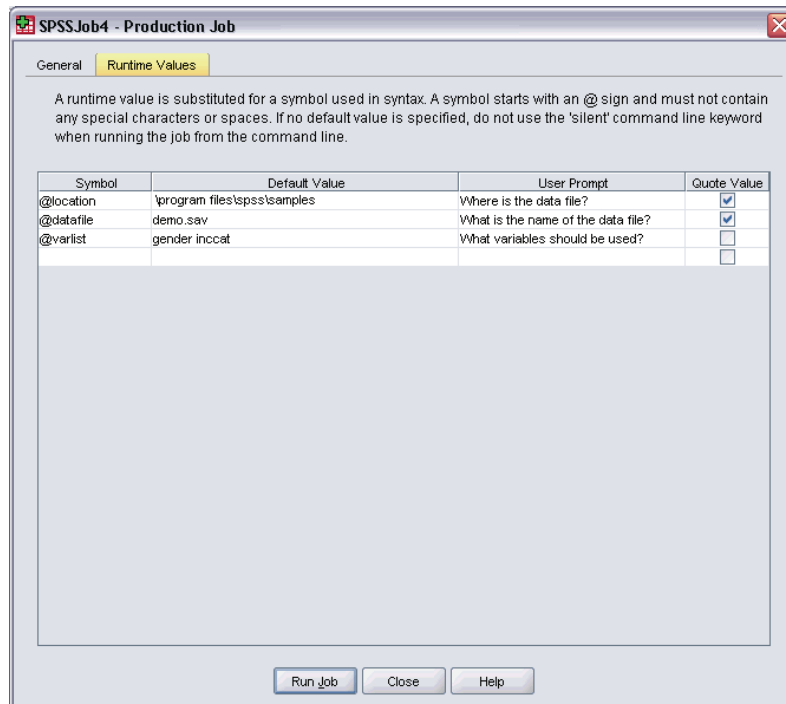 SPSSJob4 - Production Job
General Runtime Values
A runtime value is substituted for a symbol used in syntax. A symbol starts with an @ sign and must not contain
any special characters or spaces. If no default value is specified, do not use the 'silent' command line keyword
when running the job from the command line.
Symbol Default Value User Prompt Quote Value
@location \program files\spss\samples Where is the data file?
@datafile demo.sav What is the name of the data file?
@varlist gender inccat What variables should be used?
Run Job Close Help